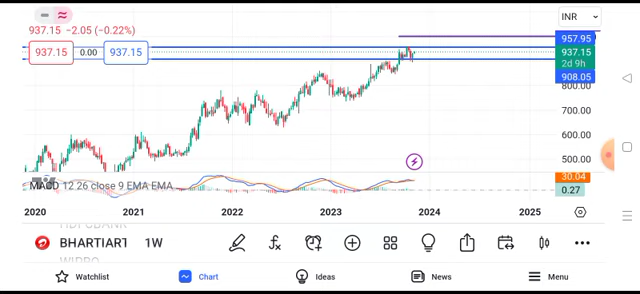 INR
937.15 −2.05 (−0.22%)
957.95
937.15 0.00 937.15
937.15
2d 9h
908.05
800.00
700.00
600.00
500.00
30.04
MACD 12 26 close 9 EMA EMA
0.27
2020 2021 2022 2023 2024 2025
HDFCBANK
BHARTIART 1W
WIPRO
Watchlist Chart Ideas News Menu